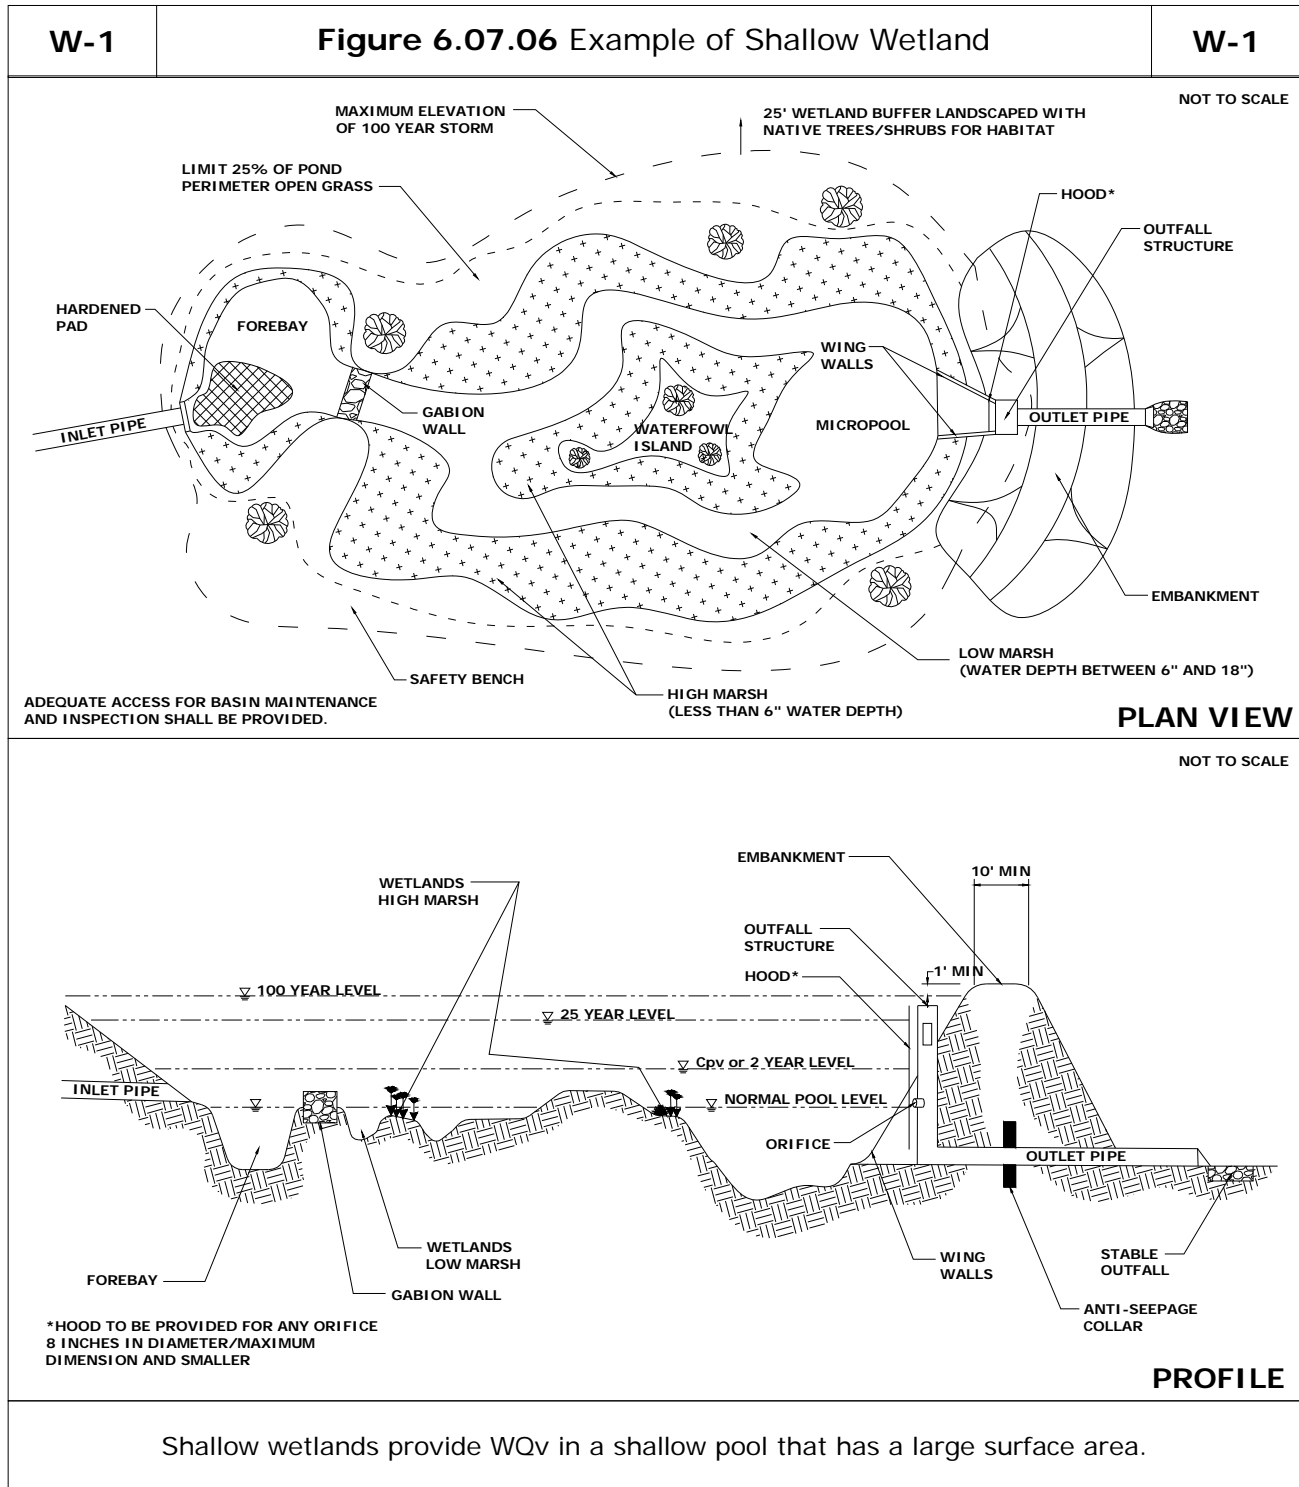 W-1
Figure 6.07.06 Example of Shallow Wetland
W-1
NOT TO SCALE
MAXIMUM ELEVATION
OF 100 YEAR STORM
25' WETLAND BUFFER LANDSCAPED WITH
NATIVE TREES/SHRUBS FOR HABITAT
LIMIT 25% OF POND
PERIMETER OPEN GRASS
HOOD*
OUTFALL
STRUCTURE
HARDENED
PAD
FOREBAY
WING
WALLS
GABION
WALL
WATERFOWL
ISLAND
MICROPOOL
INLET PIPE
OUTLET PIPE
EMBANKMENT
LOW MARSH
(WATER DEPTH BETWEEN 6" AND 18")
SAFETY BENCH
HIGH MARSH
(LESS THAN 6" WATER DEPTH)
ADEQUATE ACCESS FOR BASIN MAINTENANCE
AND INSPECTION SHALL BE PROVIDED.
PLAN VIEW
NOT TO SCALE
EMBANKMENT
10' MIN
WETLANDS
HIGH MARSH
OUTFALL
STRUCTURE
HOOD*
1' MIN
100 YEAR LEVEL
25 YEAR LEVEL
Cpv or 2 YEAR LEVEL
INLET PIPE
NORMAL POOL LEVEL
ORIFICE
OUTLET PIPE
WETLANDS
LOW MARSH
WING
WALLS
STABLE
OUTFALL
FOREBAY
GABION WALL
ANTI-SEEPAGE
COLLAR
*HOOD TO BE PROVIDED FOR ANY ORIFICE
8 INCHES IN DIAMETER/MAXIMUM
DIMENSION AND SMALLER
PROFILE
Shallow wetlands provide WQv in a shallow pool that has a large surface area.